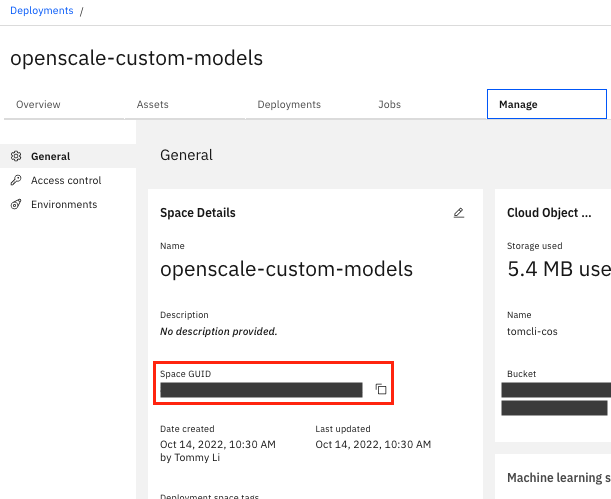 Deployments /
openscale-custom-models
Overview Assets Deployments Jobs Manage
General
Access control
Environments
General
Space Details
Name
openscale-custom-models
Description
No description provided.
Space GUID
Date created
Oct 14, 2022, 10:30 AM
by Tommy Li
Last updated
Oct 14, 2022, 10:30 AM
Deployment space tags
Cloud Object ...
Storage used
5.4 MB use
Name
tomcli-cos
Bucket
Machine learning s